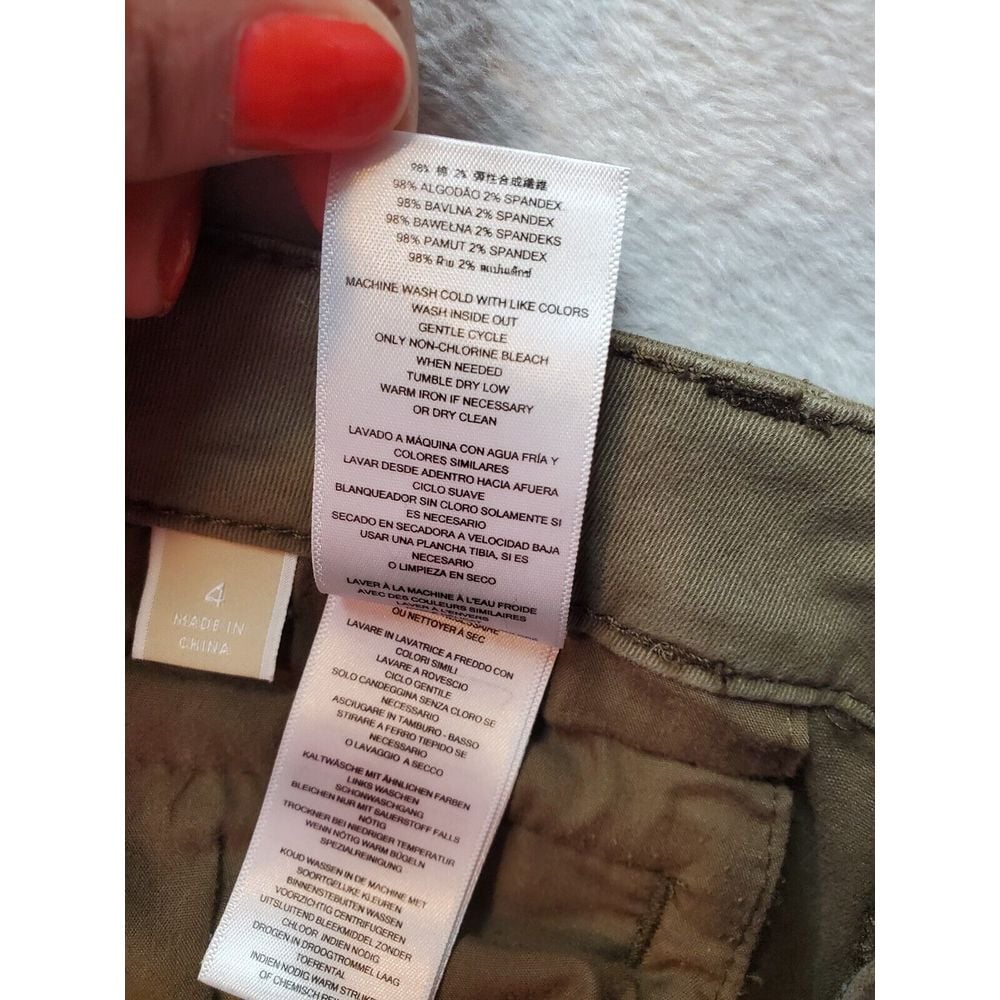 98% 棉 2% 彈性合成纖維
98% ALGODÃO 2% SPANDEX
98% BAVLNA 2% SPANDEX
98% BAWEŁNA 2% SPANDEKS
98% PAMUT 2% SPANDEX
98% ฝ้าย 2% สแปนเด็กซ์
MACHINE WASH COLD WITH LIKE COLORS
WASH INSIDE OUT
GENTLE CYCLE
ONLY NON-CHLORINE BLEACH
WHEN NEEDED
TUMBLE DRY LOW
WARM IRON IF NECESSARY
OR DRY CLEAN
LAVADO A MÁQUINA CON AGUA FRÍA Y
COLORES SIMILARES
LAVAR DESDE ADENTRO HACIA AFUERA
CICLO SUAVE
BLANQUEADOR SIN CLORO SOLAMENTE SI
ES NECESARIO
SECADO EN SECADORA A VELOCIDAD BAJA
USAR UNA PLANCHA TIBIA, SI ES
NECESARIO
O LIMPIEZA EN SECO
LAVER À LA MACHINE À L'EAU FROIDE
AVEC DES COULEURS SIMILAIRES
LAVER À L'ENVERS
OU NETTOYER À SEC
LAVARE IN LAVATRICE A FREDDO CON
COLORI SIMILI
LAVARE A ROVESCIO
CICLO GENTILE
SOLO CANDEGGINA SENZA CLORO SE
NECESSARIO
ASCIUGARE IN TAMBURO - BASSO
STIRARE A FERRO TIEPIDO SE
NECESSARIO
O LAVAGGIO A SECCO
KALTWÄSCHE MIT ÄHNLICHEN FARBEN
LINKS WASCHEN
SCHONWASCHGANG
BLEICHEN NUR MIT SAUERSTOFF FALLS
NÖTIG
TROCKNER BEI NIEDRIGER TEMPERATUR
WENN NÖTIG WARM BÜGELN
SPEZIALREINIGUNG
KOUD WASSEN IN DE MACHINE MET
SOORTGELIJKE KLEUREN
BINNENSTEBUITEN WASSEN
VOORZICHTIG CENTRIFUGEREN
UITSLUITEND BLEEKMIDDEL ZONDER
CHLOOR INDIEN NODIG
DROGEN IN DROOGTROMMEL LAAG
TOERENTAL
INDIEN NODIG WARM STRIJKEN
OF CHEMISCH
4
MADE IN
CHINA